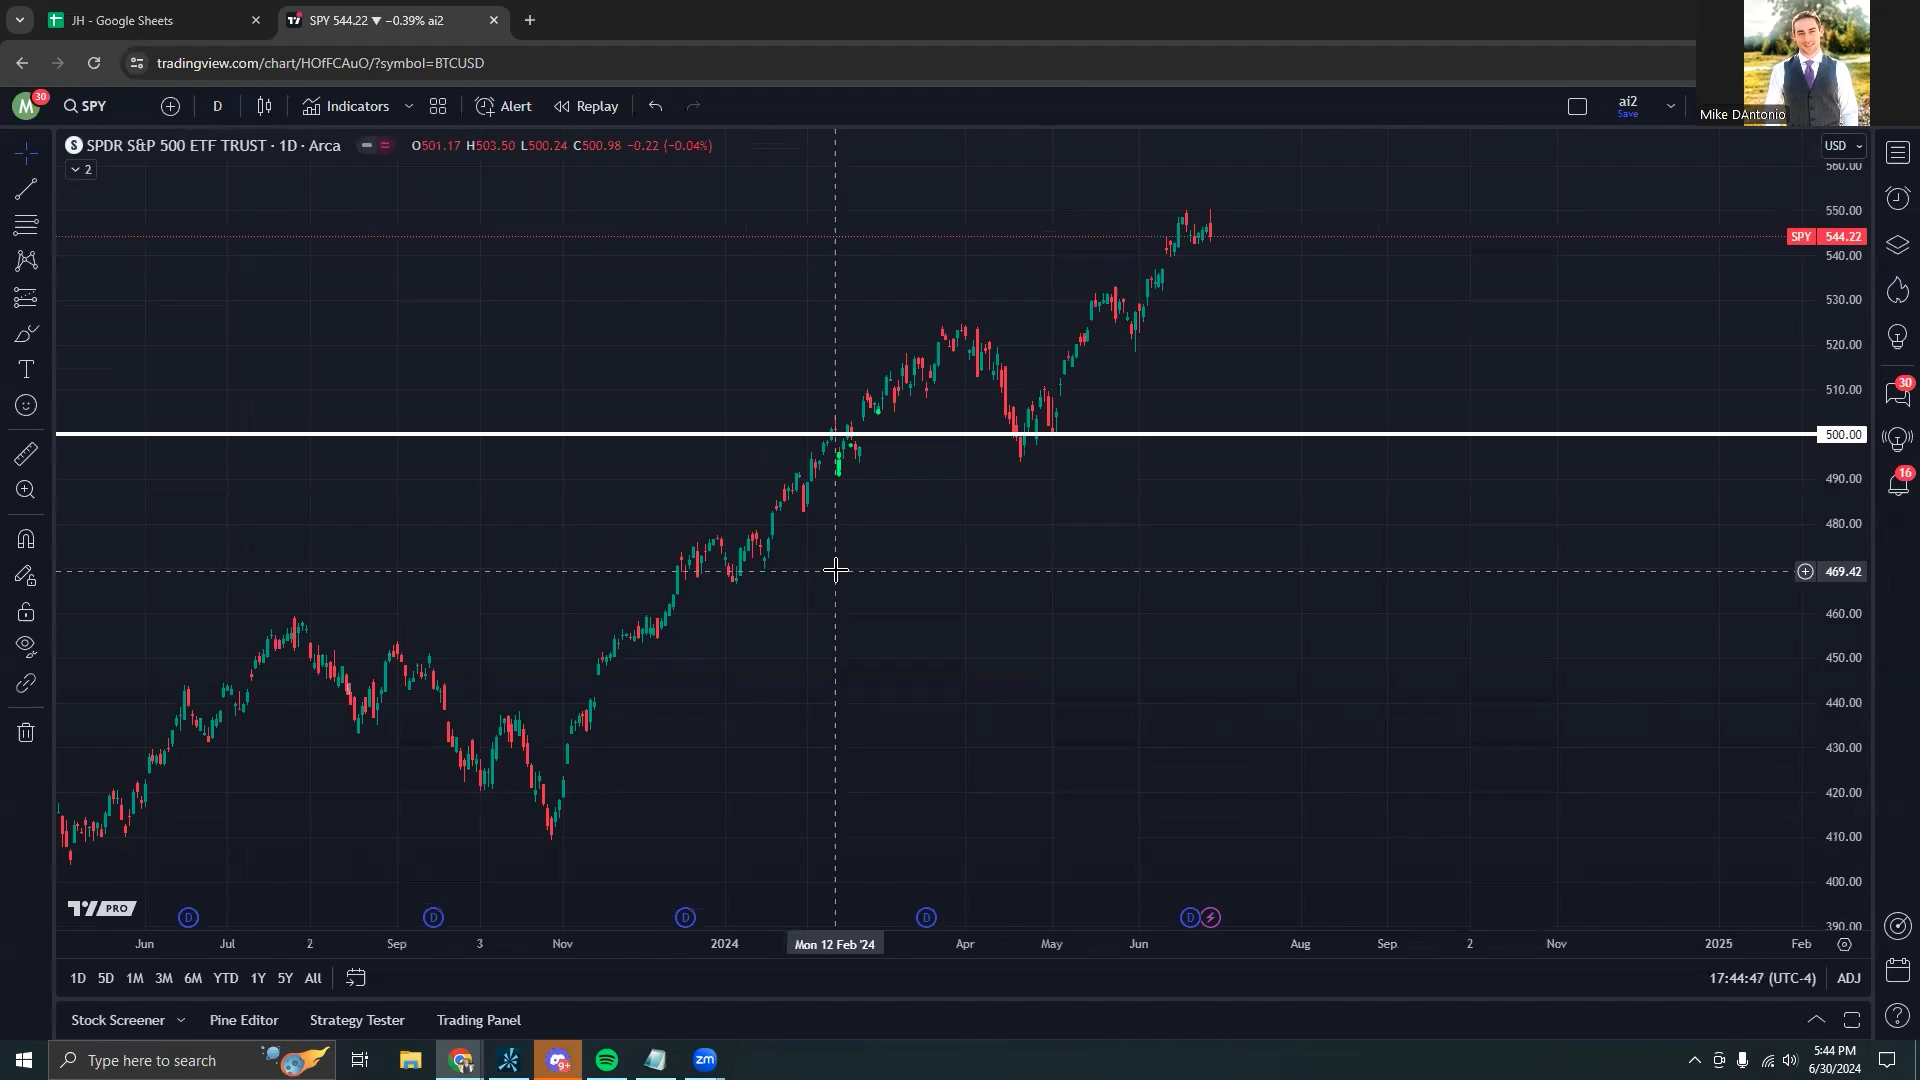 JH - Google Sheets
SPY 544.22 ▼ −0.39% ai2
tradingview.com/chart/HOfFCAuO/?symbol=BTCUSD
M 30 SPY D Indicators Alert Replay ai2
Save
Mike DAntonio
SPDR S&P 500 ETF TRUST · 1D · Arca O501.17 H503.50 L500.24 C500.98 −0.22 (−0.04%)
2
USD
560.00
550.00
SPY 544.22
540.00
530.00
520.00
510.00
500.00
490.00
480.00
469.42
460.00
450.00
440.00
430.00
420.00
410.00
400.00
390.00
30
16
PRO
D D D D D
Jun Jul 2 Sep 3 Nov 2024 Mon 12 Feb '24 Apr May Jun Aug Sep 2 Nov 2025 Feb
1D 5D 1M 3M 6M YTD 1Y 5Y All 17:44:47 (UTC-4) ADJ
Stock Screener Pine Editor Strategy Tester Trading Panel
Type here to search
9+
zm
5:44 PM
6/30/2024